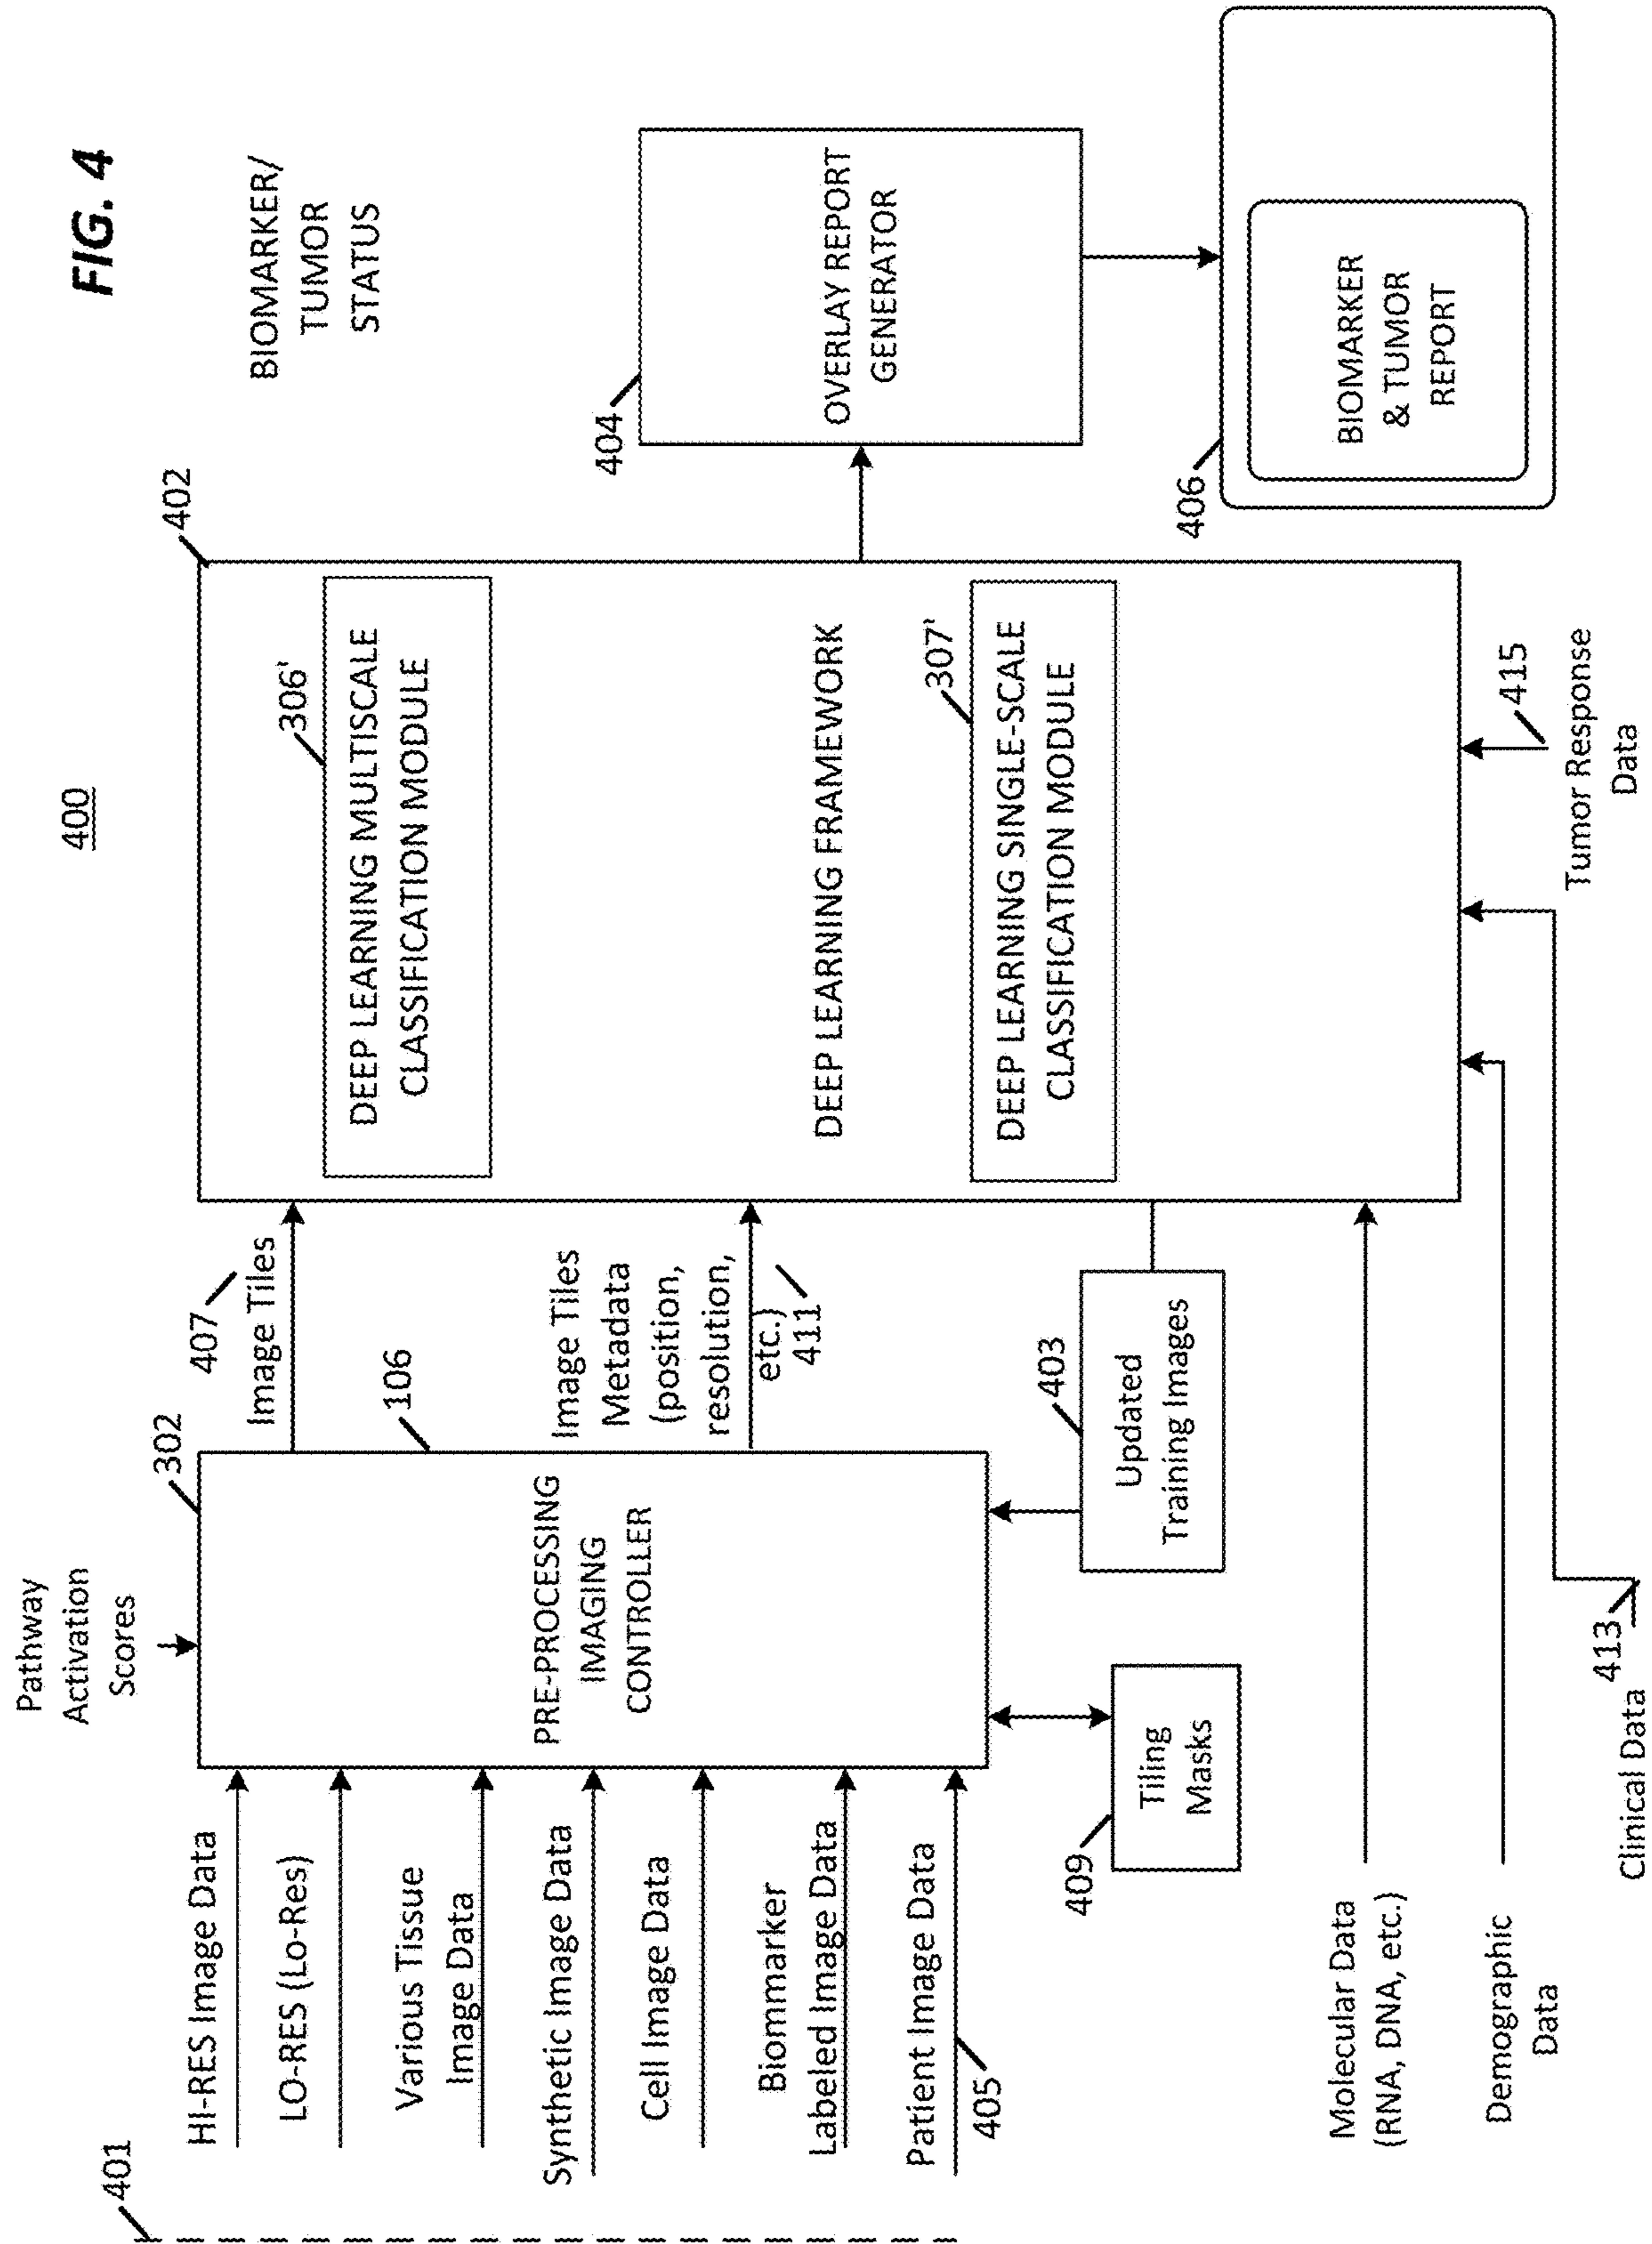 FIG. 4
400
BIOMARKER/
TUMOR
STATUS
401
HI-RES Image Data
LO-RES (Lo-Res)
Various Tissue
Image Data
Synthetic Image Data
Cell Image Data
Biommarker
Labeled Image Data
Patient Image Data
405
Pathway
Activation
Scores
302
106
PRE-PROCESSING
IMAGING
CONTROLLER
409
Tiling
Masks
403
Updated
Training Images
407
Image Tiles
Image Tiles
Metadata
(position,
resolution,
etc.)
411
402
306'
DEEP LEARNING MULTISCALE
CLASSIFICATION MODULE
DEEP LEARNING FRAMEWORK
307'
DEEP LEARNING SINGLE-SCALE
CLASSIFICATION MODULE
404
OVERLAY REPORT
GENERATOR
406
BIOMARKER
& TUMOR
REPORT
Molecular Data
(RNA, DNA, etc.)
Demographic
Data
Clinical Data
413
415
Tumor Response
Data